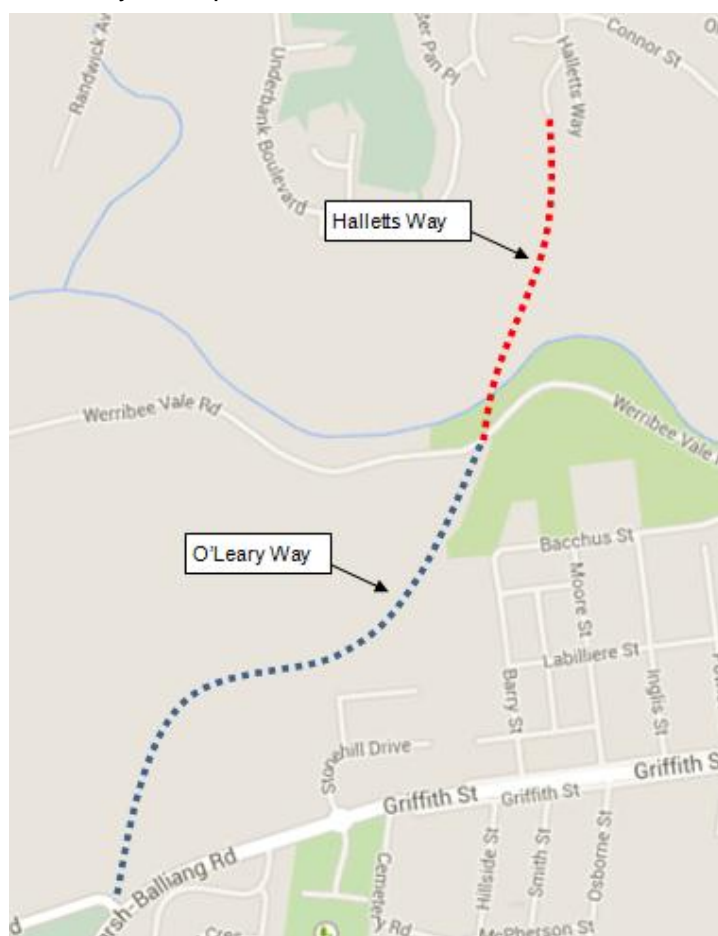 Randwick Av
Underbank Boulevard
Pan Pl
Halletts Way
Connor St
Halletts Way
Werribee Vale Rd
Werribee Vale
O'Leary Way
Bacchus St
Moore St
Labilliere St
Barry St
Inglis St
Stonehill Drive
Griffith St
Griffith St
Griffith S
Hillside St
Smith St
Osborne St
Cemetery Rd
rsh-Balliang Rd
d
Cres
McPherson St